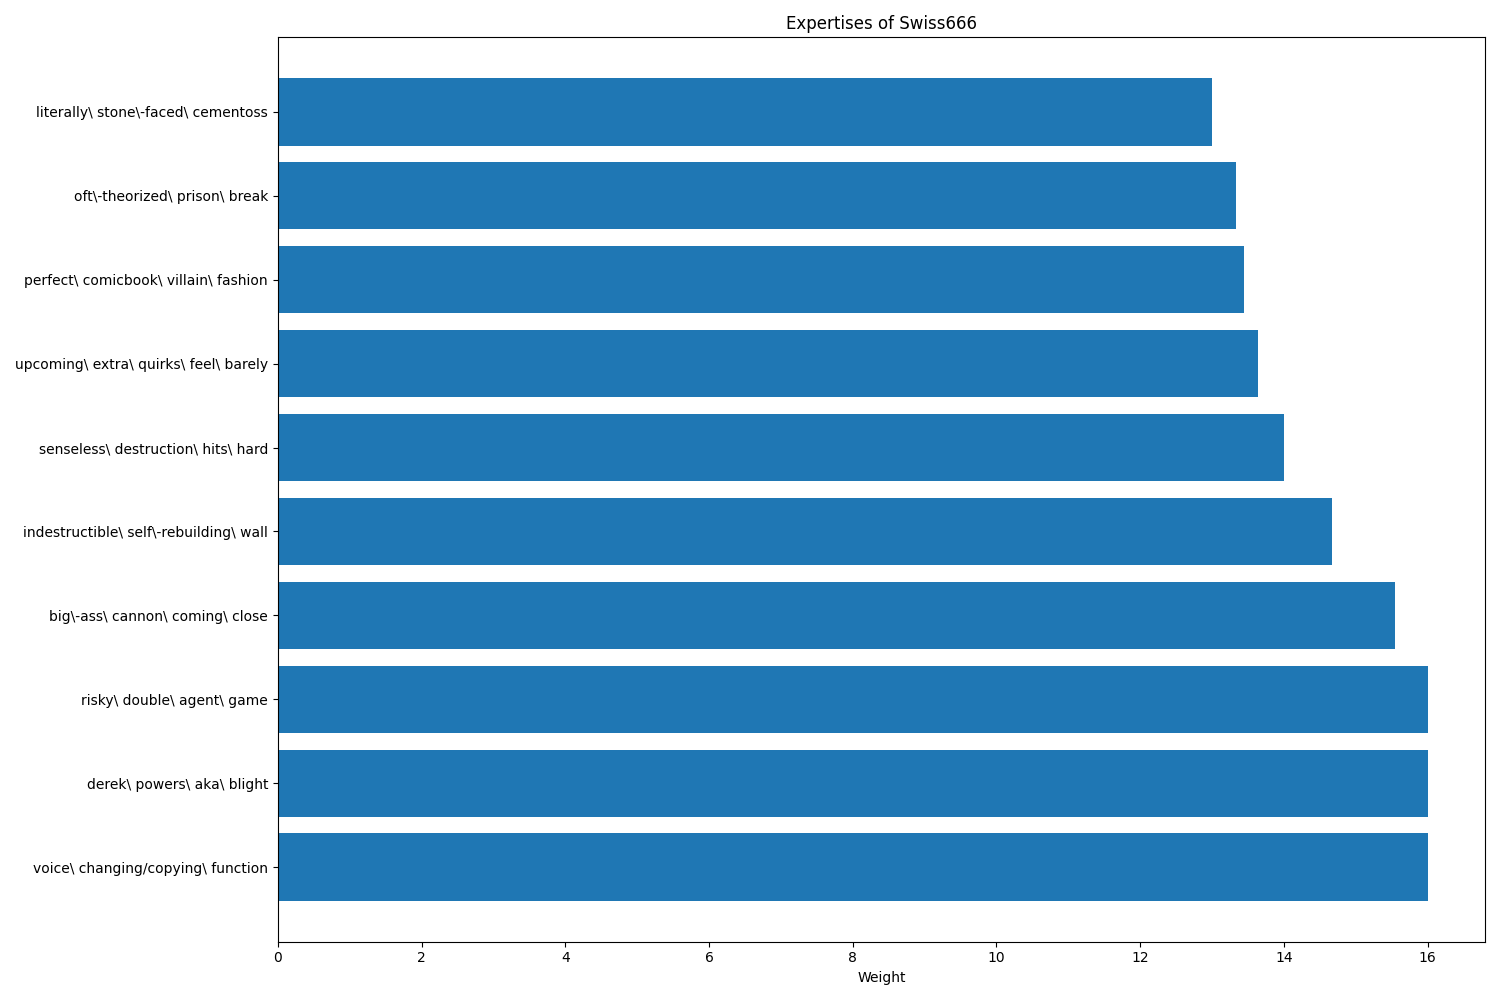 Expertises of Swiss666
literally\ stone\-faced\ cementoss
oft\-theorized\ prison\ break
perfect\ comicbook\ villain\ fashion
upcoming\ extra\ quirks\ feel\ barely
senseless\ destruction\ hits\ hard
indestructible\ self\-rebuilding\ wall
big\-ass\ cannon\ coming\ close
risky\ double\ agent\ game
derek\ powers\ aka\ blight
voice\ changing/copying\ function
0 2 4 6 8 10 12 14 16
Weight